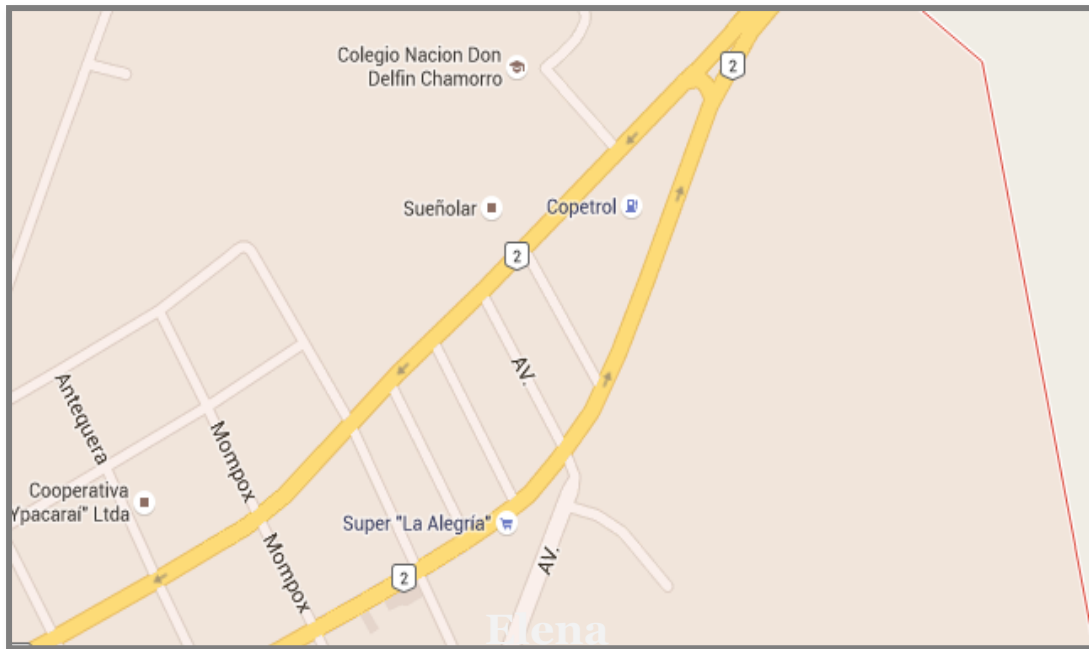 Colegio Nacion Don
Delfin Chamorro
2
Sueñolar
Copetrol
2
AV.
Antequera
Mompox
Cooperativa
Ypacaraí" Ltda
Super "La Alegría"
Mompox
AV.
2
Elena